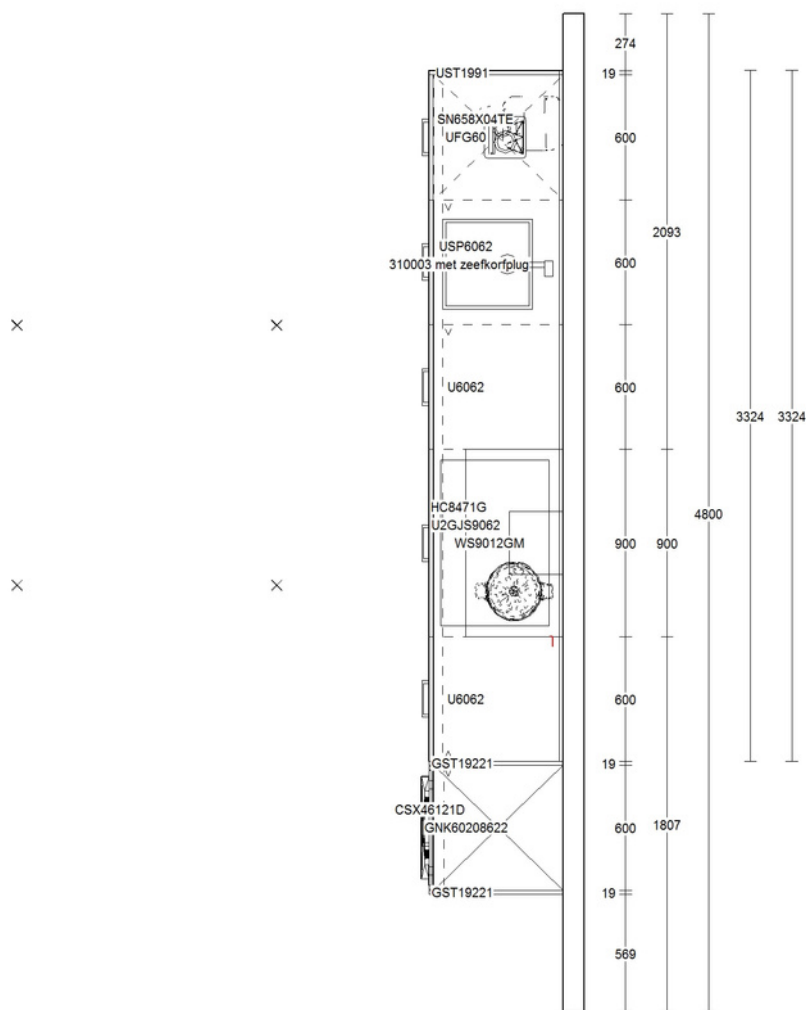 274
UST1991
19
SN658X04TE
UFG60
600
2093
USP6062
310003 met zeefkorfplug
600
U6062
600
3324
3324
HC8471G
4800
U2GJS9062
WS9012GM
900
900
U6062
600
GST19221
19
CSX46121D
GNK60208622
600
1807
GST19221
19
569